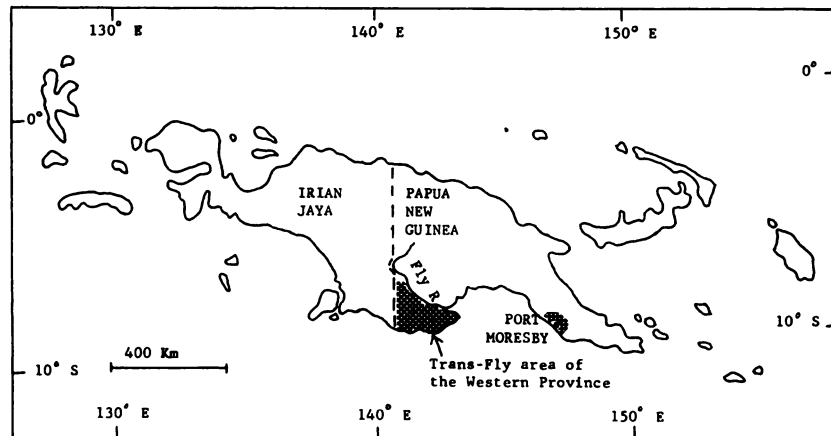 130° E
140° E
150° E
0°
0°
IRIAN
JAYA
PAPUA
NEW
GUINEA
Fly R
PORT
MORESBY
10° S
400 Km
10° S
Trans-Fly area of
the Western Province
130° E
140° E
150° E